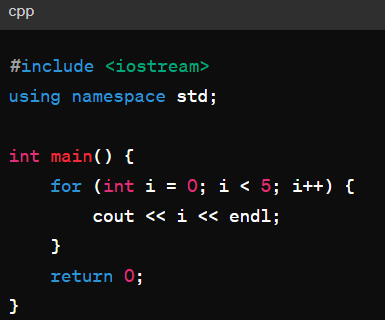 cpp
#include <iostream>
using namespace std;
int main() {
    for (int i = 0; i < 5; i++) {
        cout << i << endl;
    }
    return 0;
}